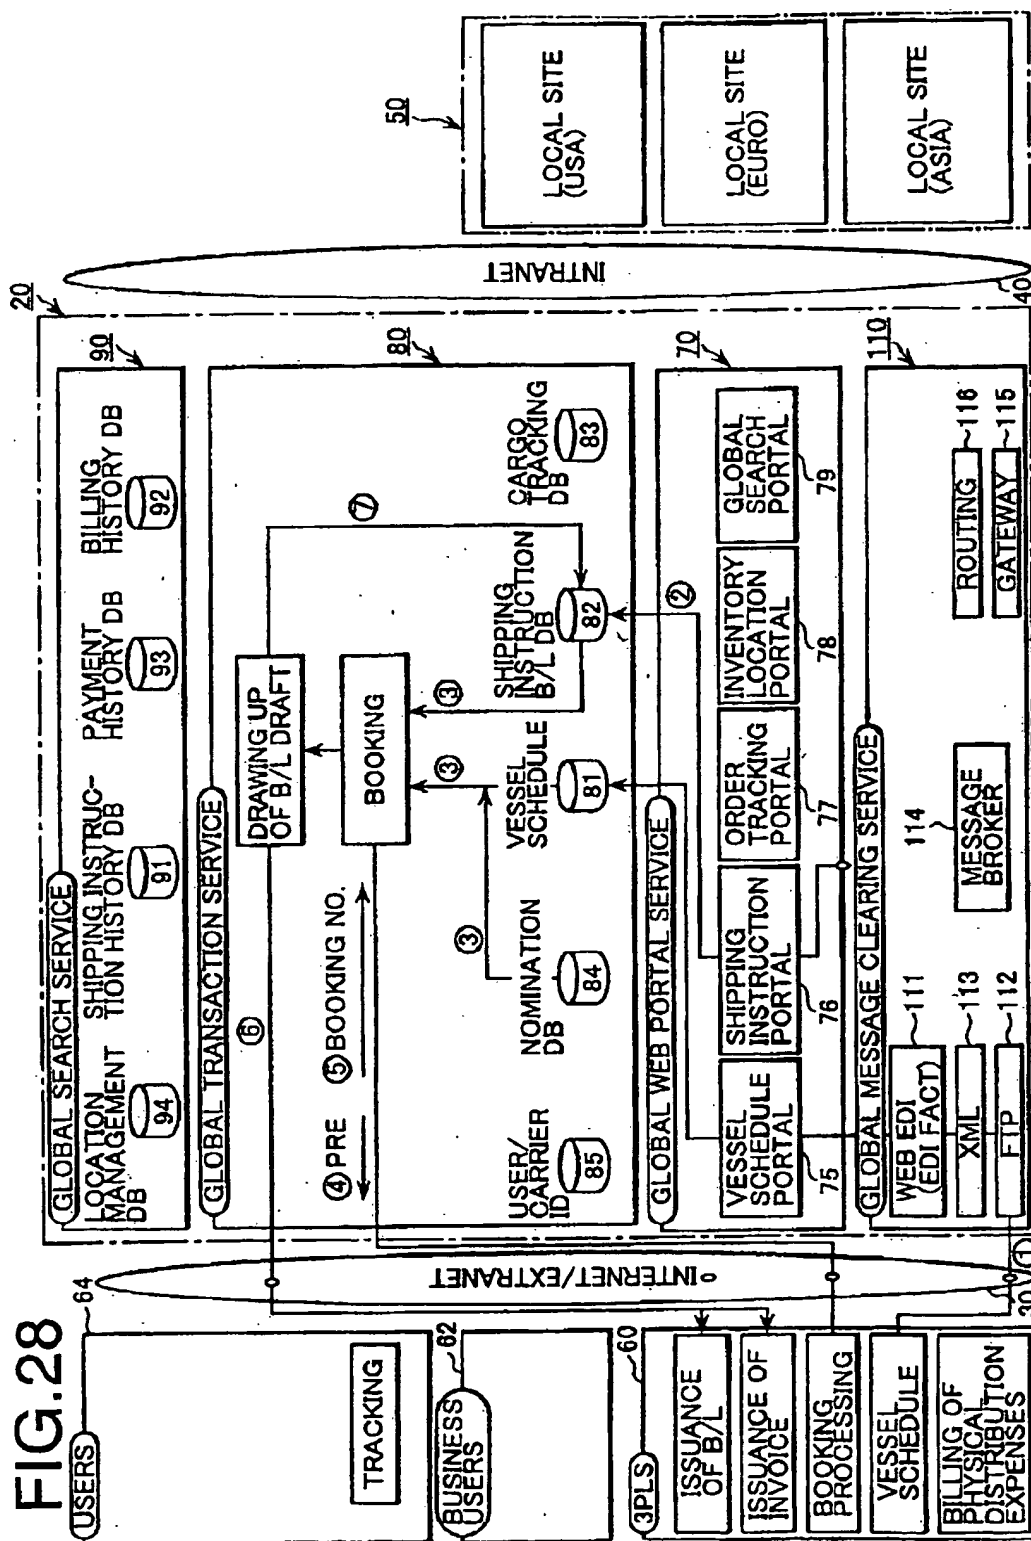 FIG.28
USERS
64
TRACKING
BUSINESS
USERS
62
3PLS
60
ISSUANCE
OF B/L
ISSUANCE OF
INVOICE
BOOKING
PROCESSING
VESSEL
SCHEDULE
BILLING OF
PHYSICAL
DISTRIBUTION
EXPENSES
INTERNET/EXTRANET
30
①
20
GLOBAL SEARCH SERVICE
90
LOCATION
MANAGEMENT
DB
94
SHIPPING INSTRUC-
TION HISTORY DB
91
PAYMENT
HISTORY DB
93
BILLING
HISTORY DB
92
GLOBAL TRANSACTION SERVICE
80
⑥
DRAWING UP
OF B/L DRAFT
⑦
④PRE
⑤BOOKING NO.
BOOKING
③
③
③
USER/
CARRIER
ID
85
NOMINATION
DB
84
VESSEL
SCHEDULE
81
SHIPPING
INSTRUCTION
B/L DB
82
CARGO
TRACKING
DB
83
②
GLOBAL WEB PORTAL SERVICE
70
VESSEL
SCHEDULE
PORTAL
75
SHIPPING
INSTRUCTION
PORTAL
76
ORDER
TRACKING
PORTAL
77
INVENTORY
LOCATION
PORTAL
78
GLOBAL
SEARCH
PORTAL
79
GLOBAL MESSAGE CLEARING SERVICE
110
WEB EDI
(EDI FACT)
111
XML
113
FTP
112
114
MESSAGE
BROKER
ROUTING
116
GATEWAY
115
INTRANET
40
50
LOCAL SITE
(USA)
LOCAL SITE
(EURO)
LOCAL SITE
(ASIA)